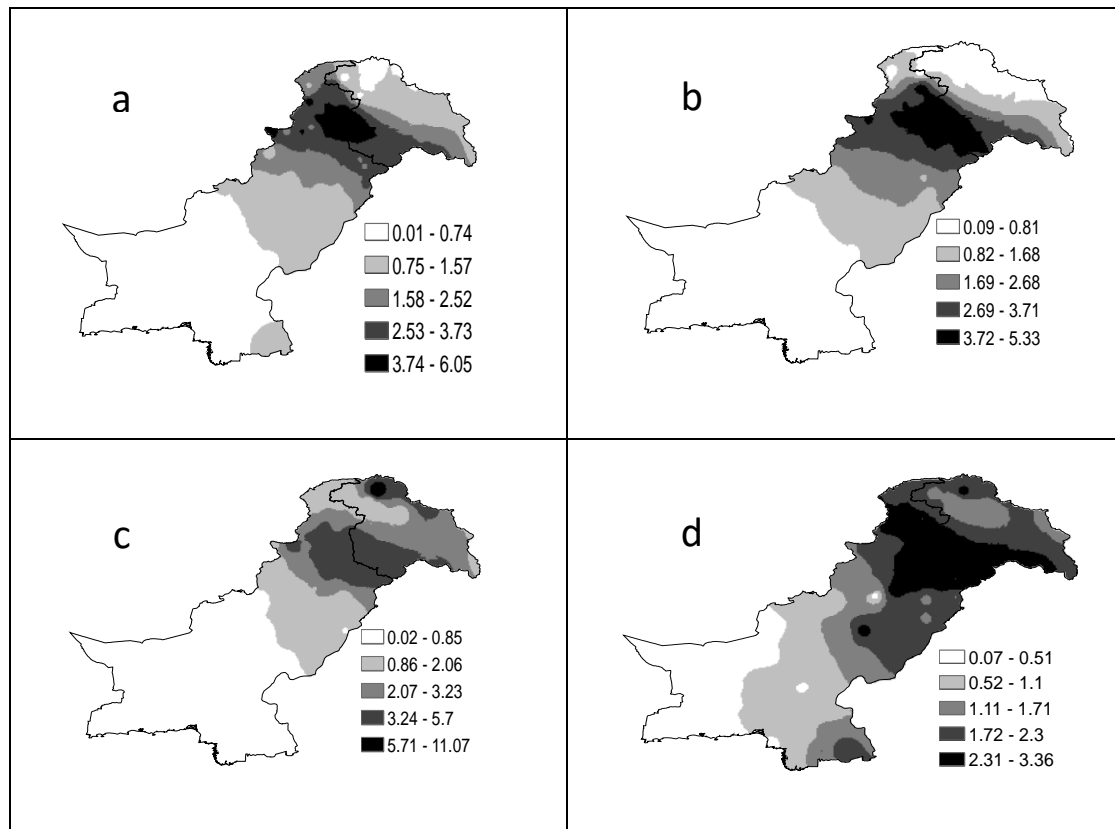 a
0.01 - 0.74
0.75 - 1.57
1.58 - 2.52
2.53 - 3.73
3.74 - 6.05
b
0.09 - 0.81
0.82 - 1.68
1.69 - 2.68
2.69 - 3.71
3.72 - 5.33
c
0.02 - 0.85
0.86 - 2.06
2.07 - 3.23
3.24 - 5.7
5.71 - 11.07
d
0.07 - 0.51
0.52 - 1.1
1.11 - 1.71
1.72 - 2.3
2.31 - 3.36